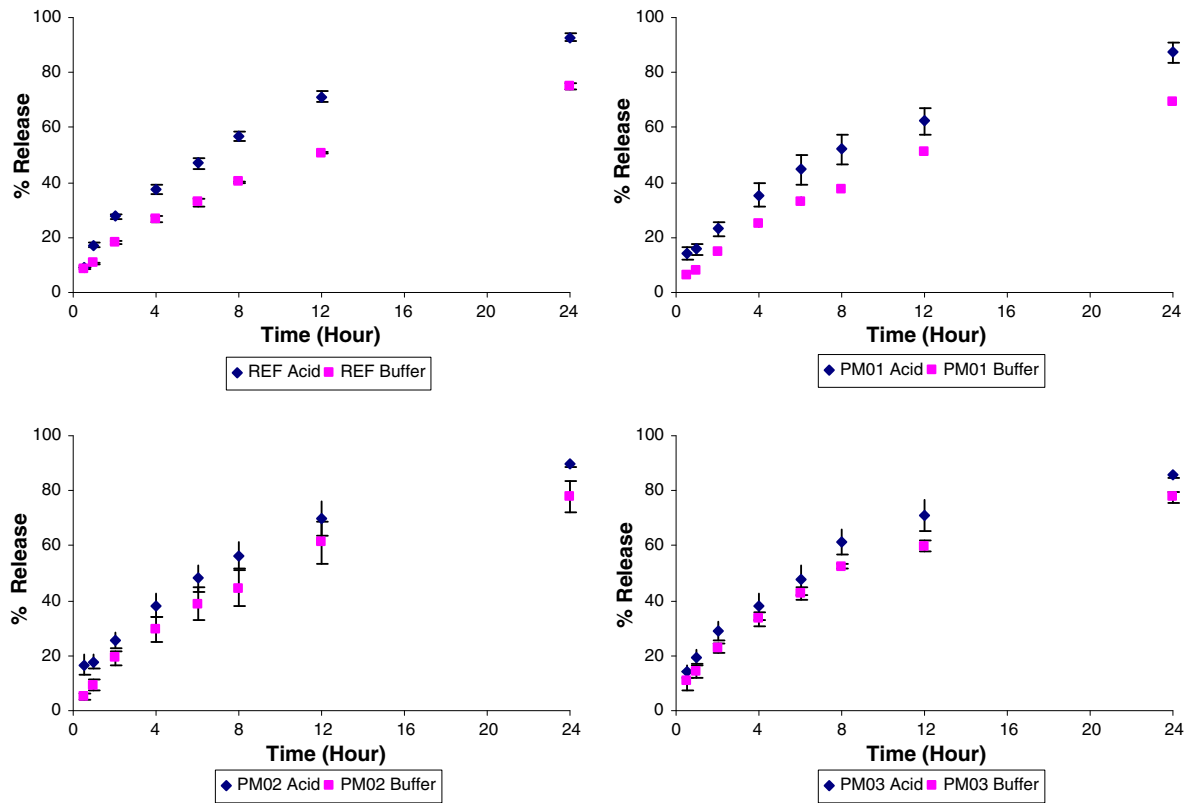 100
80
60
40
20
0
% Release
0 4 8 12 16 20 24
Time (Hour)
REF Acid REF Buffer
100
80
60
40
20
0
% Release
0 4 8 12 16 20 24
Time (Hour)
PM01 Acid PM01 Buffer
100
80
60
40
20
0
% Release
0 4 8 12 16 20 24
Time (Hour)
PM02 Acid PM02 Buffer
100
80
60
40
20
0
% Release
0 4 8 12 16 20 24
Time (Hour)
PM03 Acid PM03 Buffer